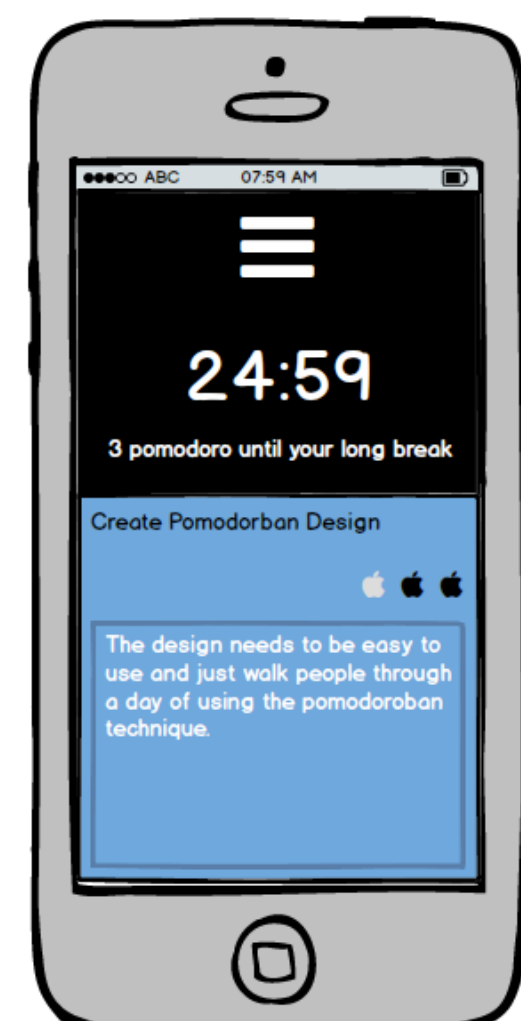 ABC 07:59 AM
24:59
3 pomodoro until your long break
Create Pomodorban Design
The design needs to be easy to
use and just walk people through
a day of using the pomodoroban
technique.